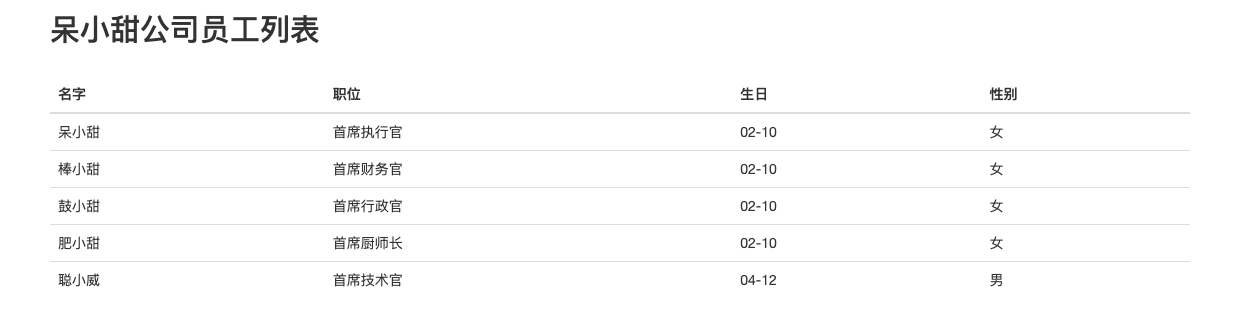 呆小甜公司员工列表
名字 职位 生日 性别
呆小甜 首席执行官 02-10 女
棒小甜 首席财务官 02-10 女
鼓小甜 首席行政官 02-10 女
肥小甜 首席厨师长 02-10 女
聪小威 首席技术官 04-12 男